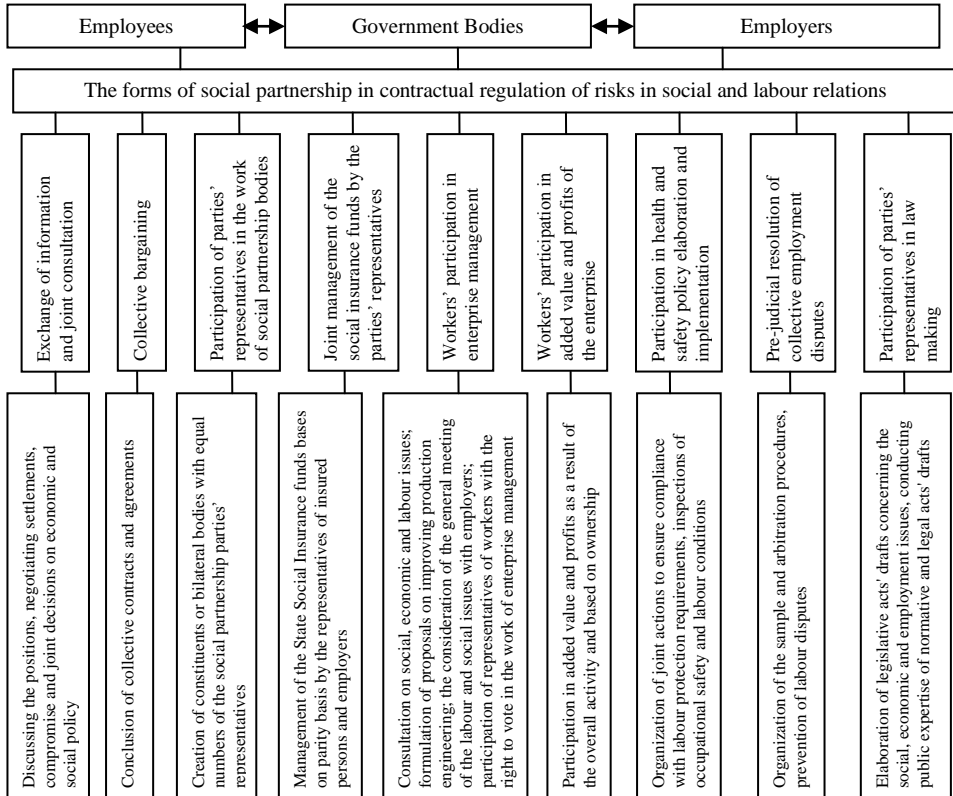 Employees
Government Bodies
Employers
The forms of social partnership in contractual regulation of risks in social and labour relations
Exchange of information
and joint consultation
Collective bargaining
Participation of parties'
representatives in the work
of social partnership bodies
Joint management of the
social insurance funds by the
parties' representatives
Workers' participation in
enterprise management
Workers' participation in
added value and profits of
the enterprise
Participation in health and
safety policy elaboration and
implementation
Pre-judicial resolution of
collective employment
disputes
Participation of parties'
representatives in law
making
Discussing the positions, negotiating settlements,
compromise and joint decisions on economic and
social policy
Conclusion of collective contracts and agreements
Creation of constituents or bilateral bodies with equal
numbers of the social partnership parties'
representatives
Management of the State Social Insurance funds bases
on parity basis by the representatives of insured
persons and employers
Consultation on social, economic and labour issues;
formulation of proposals on improving production
engineering; the consideration of the general meeting
of the labour and social issues with employers;
participation of representatives of workers with the
right to vote in the work of enterprise management
Participation in added value and profits as a result of
the overall activity and based on ownership
Organization of joint actions to ensure compliance
with labour protection requirements, inspections of
occupational safety and labour conditions
Organization of the sample and arbitration procedures,
prevention of labour disputes
Elaboration of legislative acts' drafts concerning the
social, economic and employment issues, conducting
public expertise of normative and legal acts' drafts